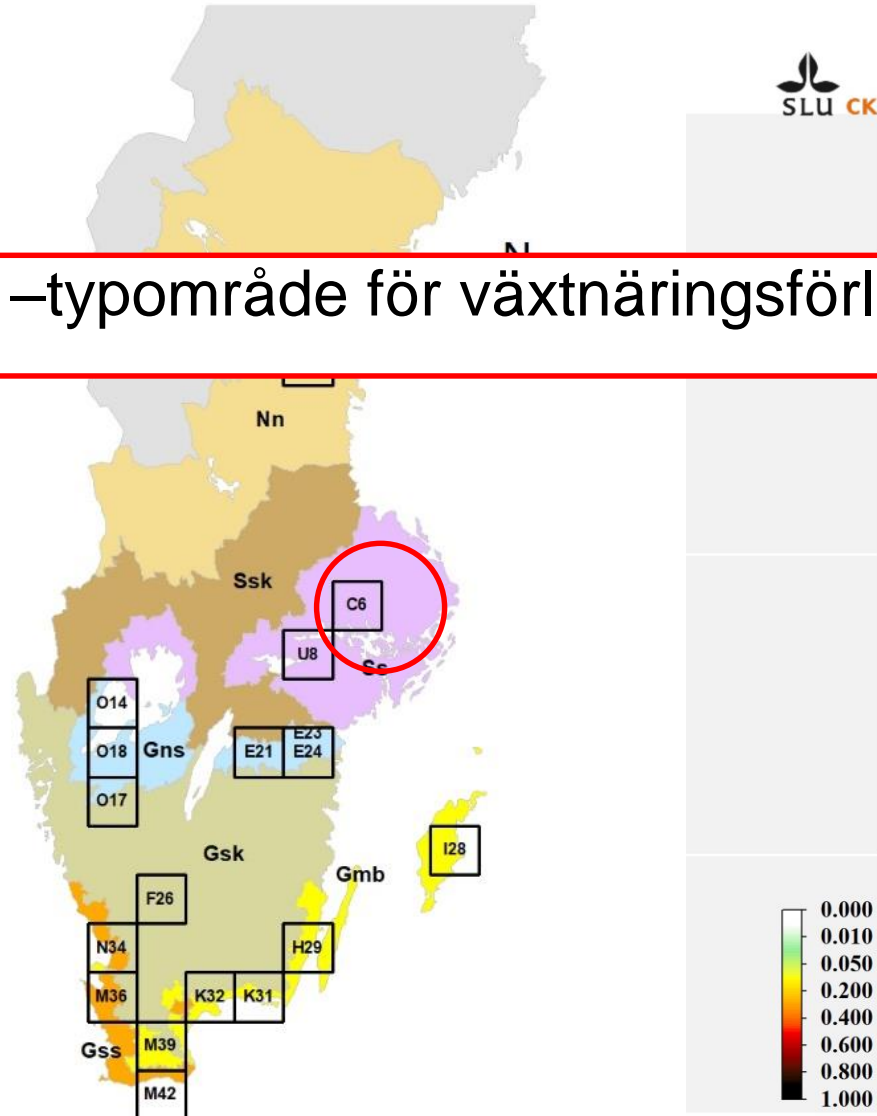 SLU CK
–typområde för växtnäringsförl
Nn
Ssk
C6
U8
Ss
O14
E23
O18 Gns E21 E24
O17
Gsk
I28
Gmb
F26
N34 H29
M36 K32 K31
Gss M39
M42
0.000
0.010
0.050
0.200
0.400
0.600
0.800
1.000